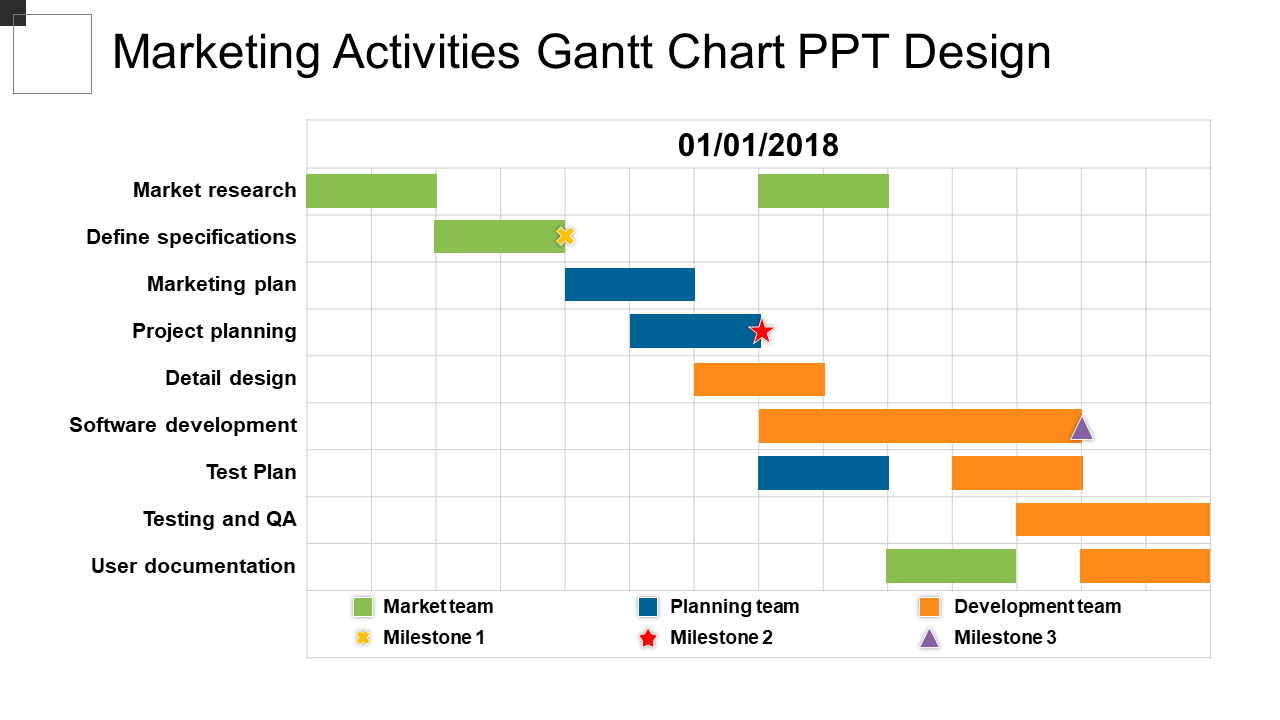 Marketing Activities Gantt Chart PPT Design
01/01/2018
Market research
Define specifications
Marketing plan
Project planning
Detail design
Software development
Test Plan
Testing and QA
User documentation
Market team Planning team Development team
Milestone 1 Milestone 2 Milestone 3